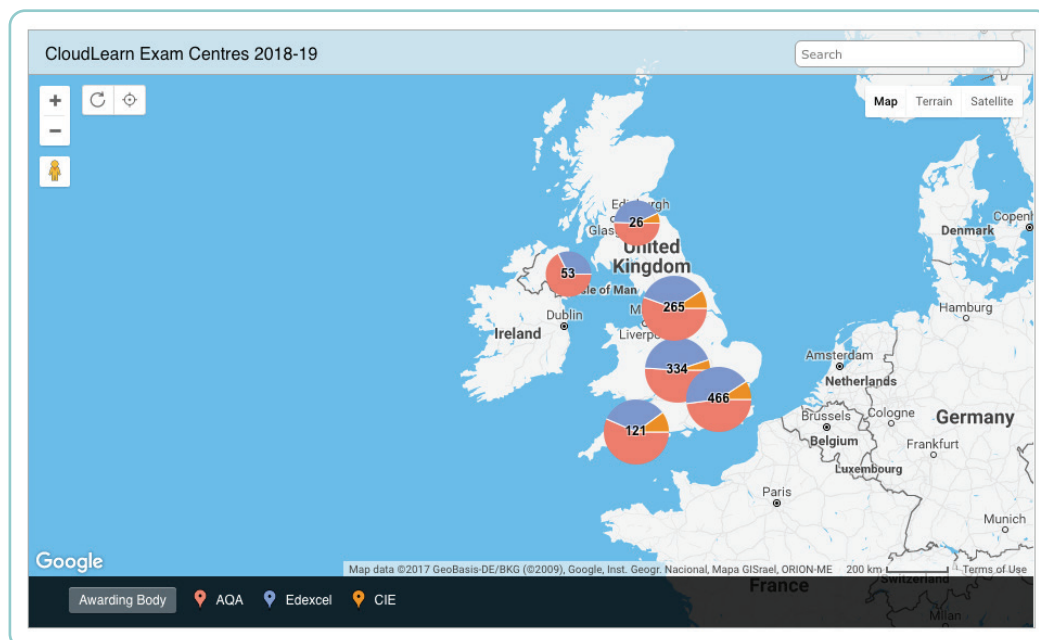 CloudLearn Exam Centres 2018-19
Search
+
−
Map Terrain Satellite
Edinburgh
26
United
Kingdom
53
Isle of Man
265
Dublin
Ireland
334
466
121
Denmark
Hamburg
Amsterdam
Netherlands
Brussels
Cologne
Germany
Belgium
Frankfurt
Luxembourg
Paris
Munich
Google
Map data ©2017 GeoBasis-DE/BKG (©2009), Google, Inst. Geogr. Nacional, Mapa GISrael, ORION-ME 200 km Terms of Use
Switzerland
France
Milan
Awarding Body AQA Edexcel CIE